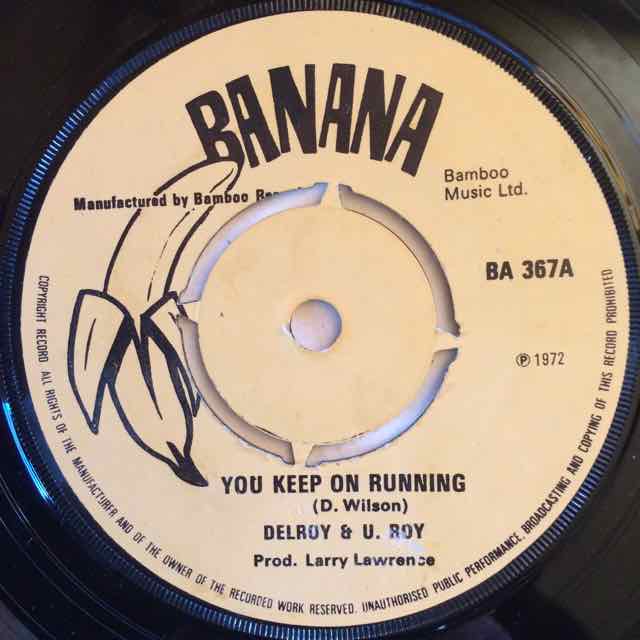 BANANA
Bamboo
Music Ltd.
Manufactured by Bamboo
BA 367A
℗ 1972
YOU KEEP ON RUNNING
(D. Wilson)
DELROY & U. ROY
Prod. Larry Lawrence
COPYRIGHT RECORD. ALL RIGHTS OF THE MANUFACTURER AND OF THE OWNER OF THE RECORDED WORK RESERVED. UNAUTHORISED PUBLIC PERFORMANCE, BROADCASTING AND COPYING OF THIS RECORD PROHIBITED